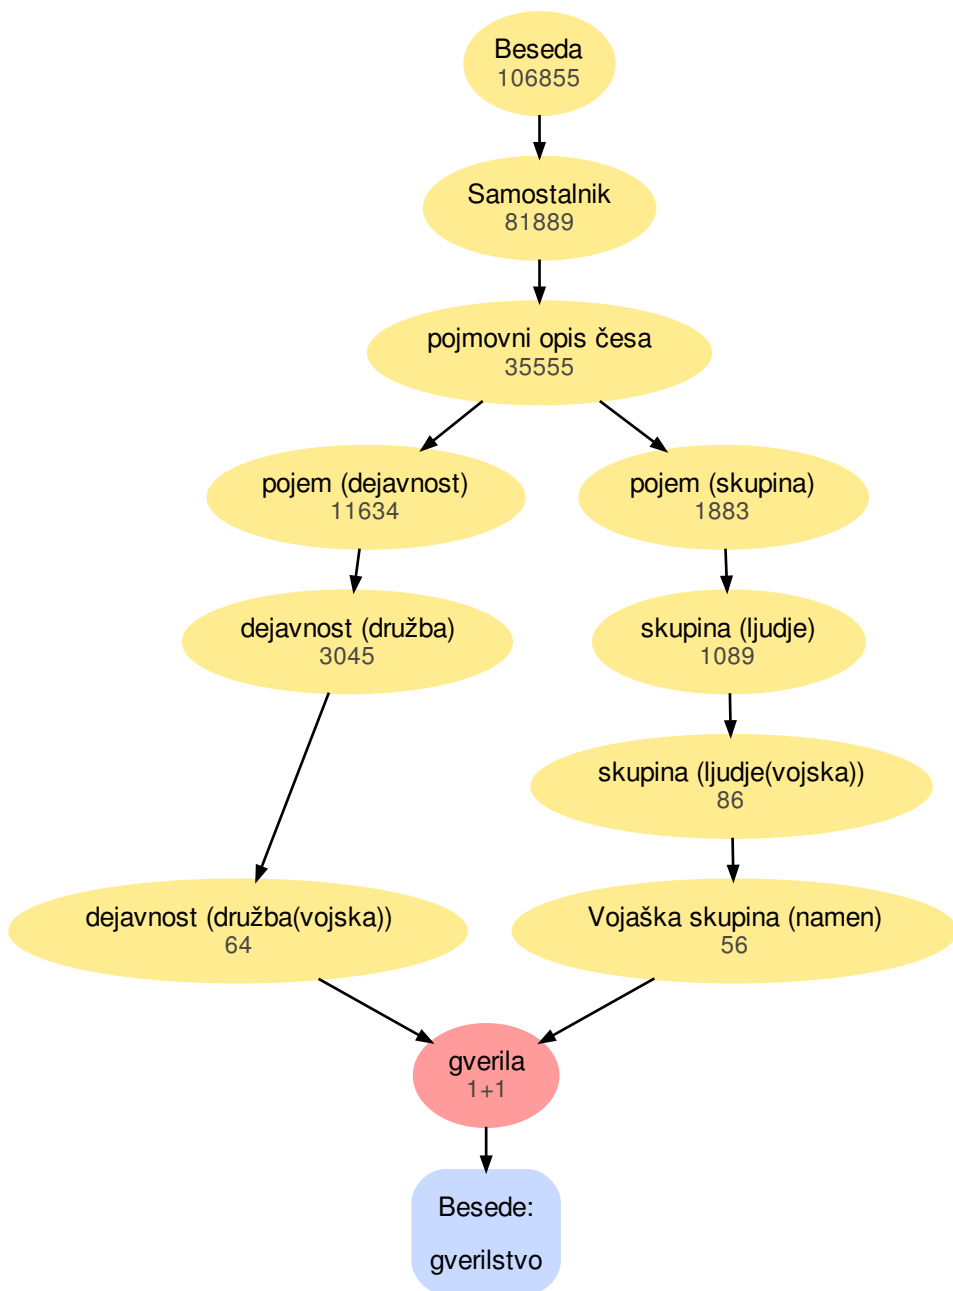 Beseda
106855
Samostalnik
81889
pojmovni opis česa
35555
pojem (dejavnost)
11634
pojem (skupina)
1883
dejavnost (družba)
3045
skupina (ljudje)
1089
skupina (ljudje(vojska))
86
dejavnost (družba(vojska))
64
Vojaška skupina (namen)
56
gverila
1+1
Besede:
gverilstvo